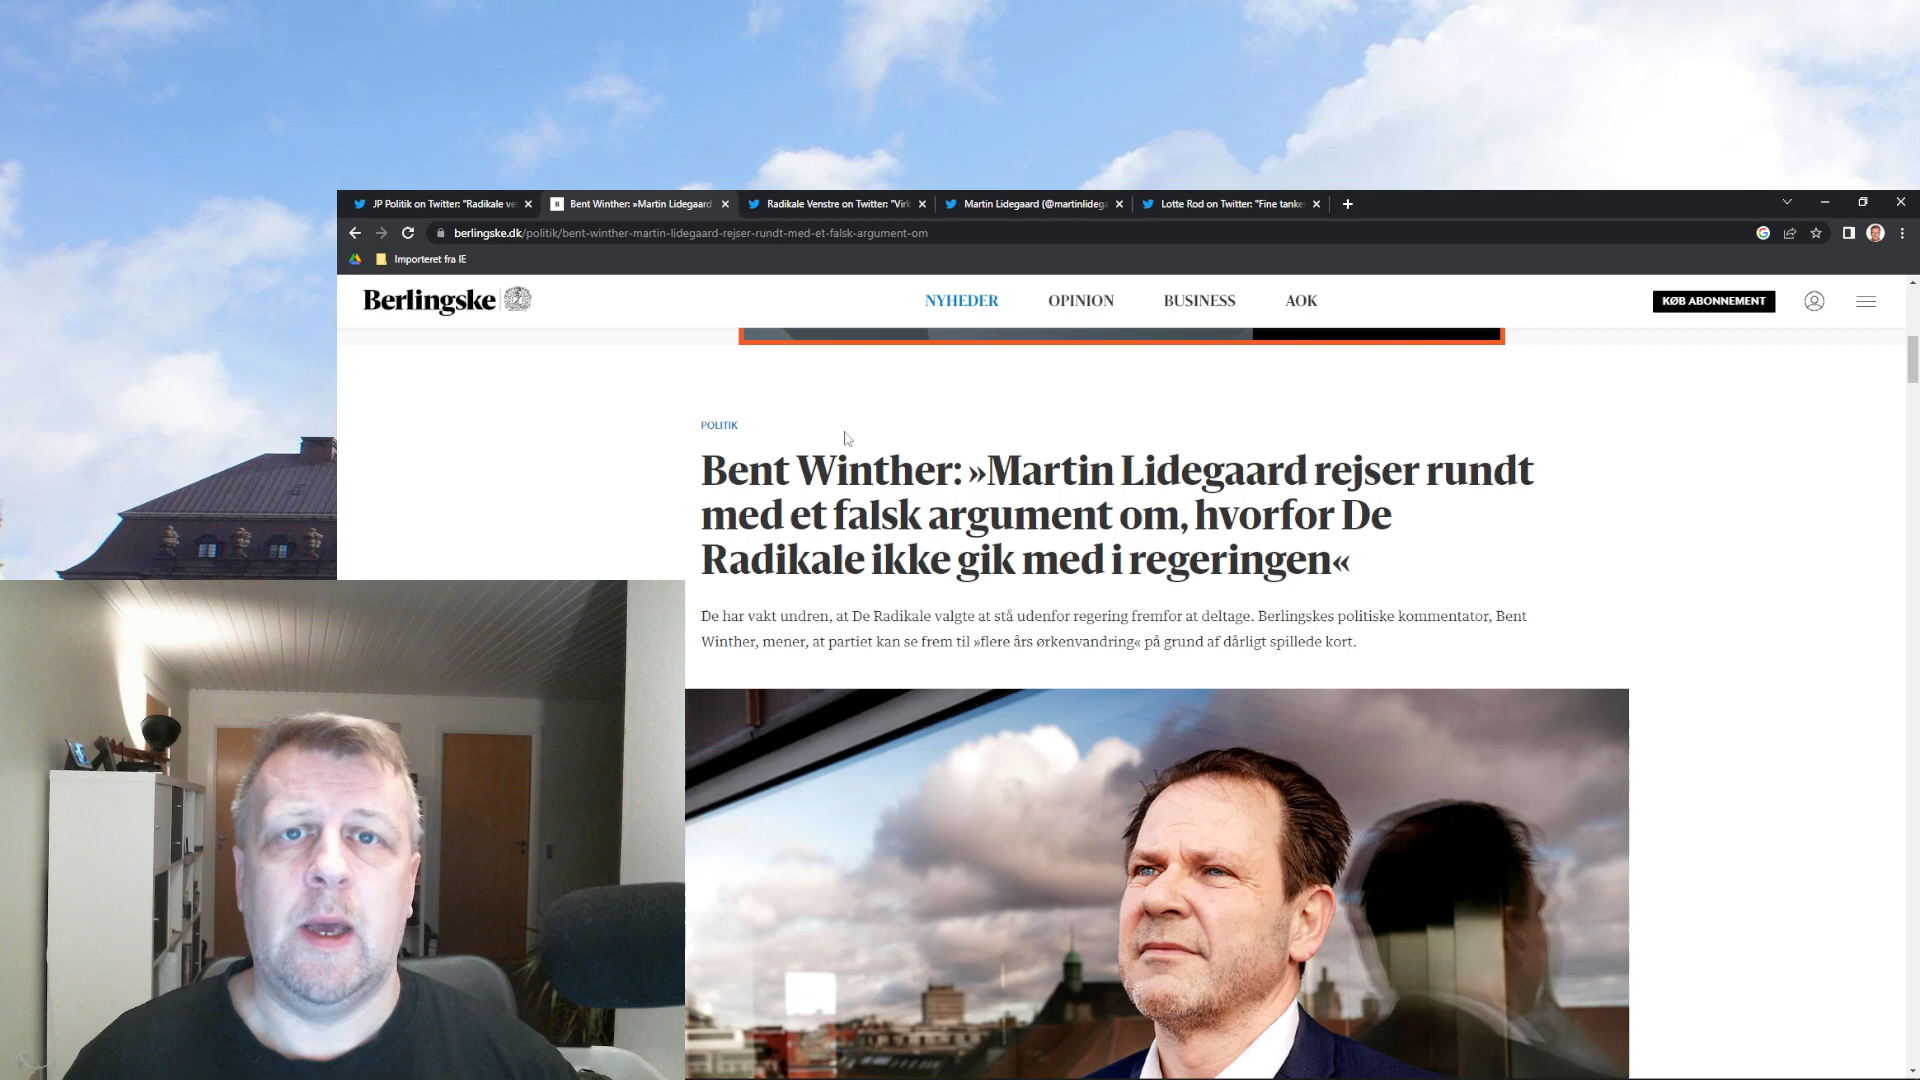 JP Politik on Twitter: "Radikale ve
Bent Winther: »Martin Lidegaard
Radikale Venstre on Twitter: "Vir
Martin Lidegaard (@martinlidega
Lotte Rod on Twitter: "Fine tanke
berlingske.dk/politik/bent-winther-martin-lidegaard-rejser-rundt-med-et-falsk-argument-om
Importeret fra IE
Berlingske
NYHEDER
OPINION
BUSINESS
AOK
KØB ABONNEMENT
POLITIK
Bent Winther: »Martin Lidegaard rejser rundt
med et falsk argument om, hvorfor De
Radikale ikke gik med i regeringen«
De har vakt undren, at De Radikale valgte at stå udenfor regering fremfor at deltage. Berlingskes politiske kommentator, Bent
Winther, mener, at partiet kan se frem til »flere års ørkenvandring« på grund af dårligt spillede kort.